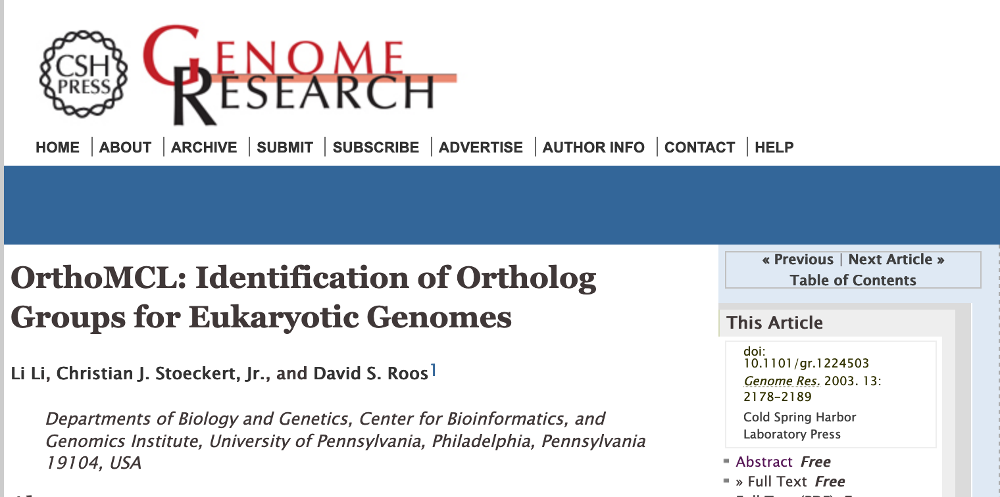 CSH
PRESS
GENOME
RESEARCH
HOME
ABOUT
ARCHIVE
SUBMIT
SUBSCRIBE
ADVERTISE
AUTHOR INFO
CONTACT
HELP
OrthoMCL: Identification of Ortholog
Groups for Eukaryotic Genomes
Li Li, Christian J. Stoeckert, Jr., and David S. Roos1
Departments of Biology and Genetics, Center for Bioinformatics, and
Genomics Institute, University of Pennsylvania, Philadelphia, Pennsylvania
19104, USA
« Previous | Next Article »
Table of Contents
This Article
doi:
10.1101/gr.1224503
Genome Res. 2003. 13:
2178-2189
Cold Spring Harbor
Laboratory Press
Abstract Free
» Full Text Free